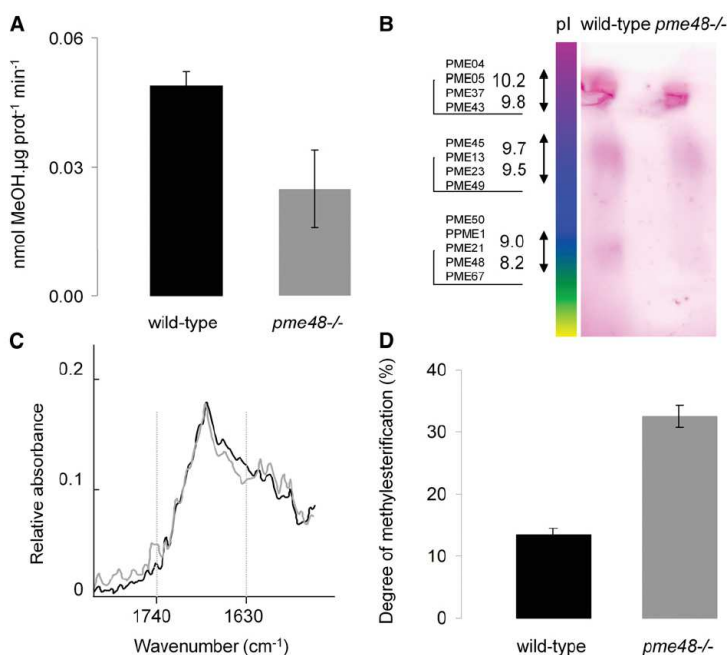 A
0.06
0.03
0.00
nmol MeOH.µg prot-1 min-1
wild-type
pme48-/-
B
pI wild-type pme48-/-
PME04
PME05
PME37
PME43
10.2
9.8
PME45
PME13
PME23
PME49
9.7
9.5
PME50
PPME1
PME21
PME48
PME67
9.0
8.2
C
0.2
0.1
0
Relative absorbance
1740
1630
Wavenumber (cm-1)
D
40
30
20
10
0
Degree of methylesterification (%)
wild-type
pme48-/-